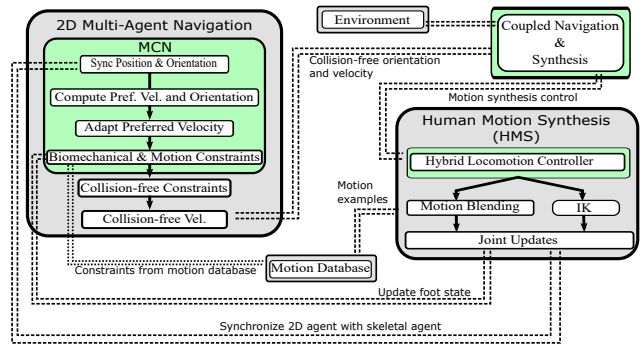 2D Multi-Agent Navigation
MCN
Sync Position & Orientation
Compute Pref. Vel. and Orientation
Adapt Preferred Velocity
Biomechanical & Motion Constraints
Collision-free Constraints
Collision-free Vel.
Environment
Collision-free orientation
and velocity
Coupled Navigation
&
Synthesis
Motion synthesis control
Human Motion Synthesis
(HMS)
Hybrid Locomotion Controller
Motion
examples
Motion Blending
IK
Joint Updates
Constraints from motion database
Motion Database
Update foot state
Synchronize 2D agent with skeletal agent